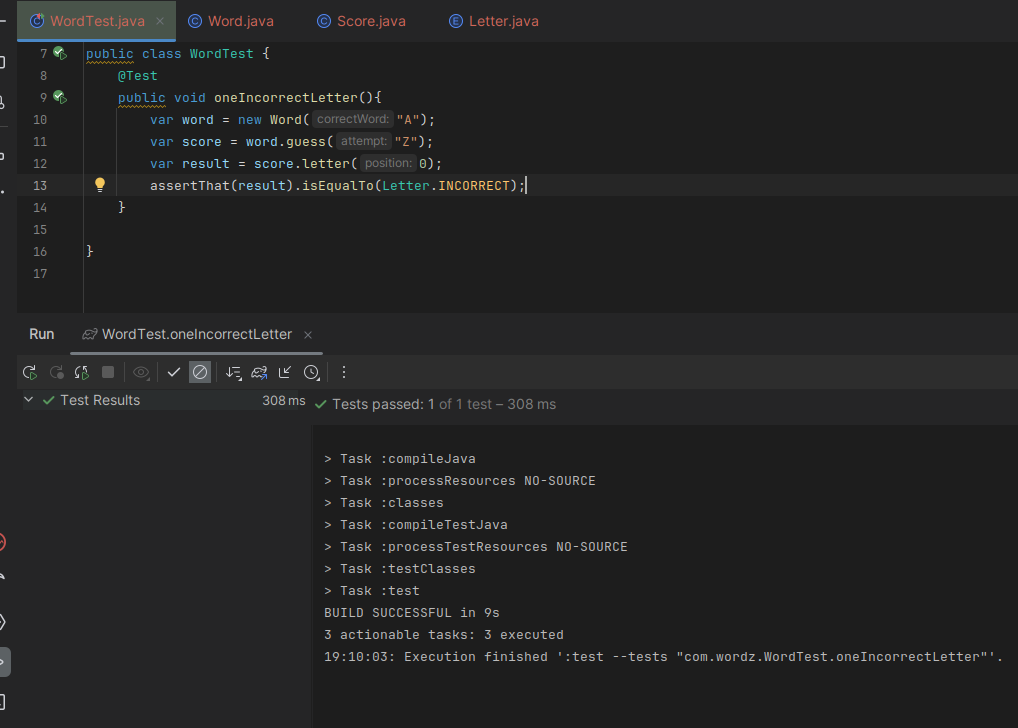 WordTest.java × Word.java Score.java Letter.java
7 public class WordTest {
8 @Test
9 public void oneIncorrectLetter(){
10 var word = new Word( correctWord: "A");
11 var score = word.guess( attempt: "Z");
12 var result = score.letter( position: 0);
13 assertThat(result).isEqualTo(Letter.INCORRECT);
14 }
15
16 }
17
Run WordTest.oneIncorrectLetter ×
Test Results 308 ms
Tests passed: 1 of 1 test – 308 ms
> Task :compileJava
> Task :processResources NO-SOURCE
> Task :classes
> Task :compileTestJava
> Task :processTestResources NO-SOURCE
> Task :testClasses
> Task :test
BUILD SUCCESSFUL in 9s
3 actionable tasks: 3 executed
19:10:03: Execution finished ':test --tests "com.wordz.WordTest.oneIncorrectLetter"'.